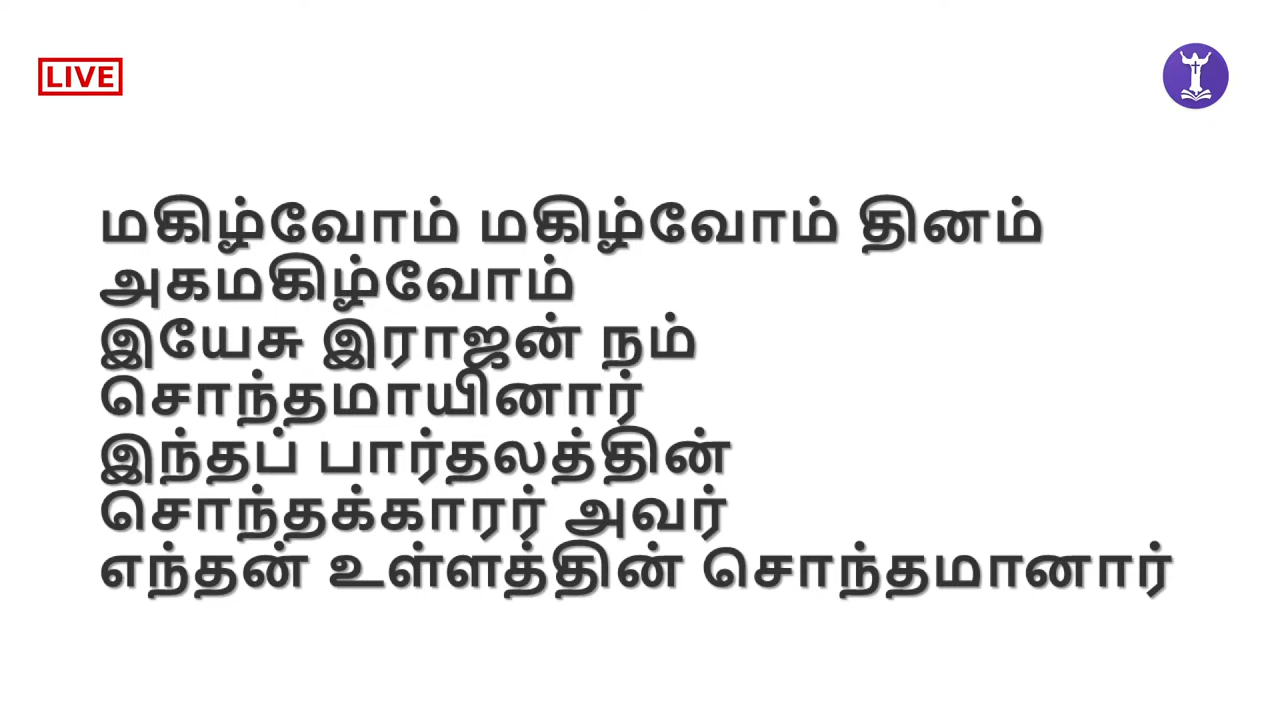 LIVE
மகிழ்வோம் மகிழ்வோம் தினம்
அகமகிழ்வோம்
இயேசு இராஜன் நம்
சொந்தமாயினார்
இந்தப் பார்தலத்தின்
சொந்தக்காரர் அவர்
எந்தன் உள்ளத்தின் சொந்தமானார்